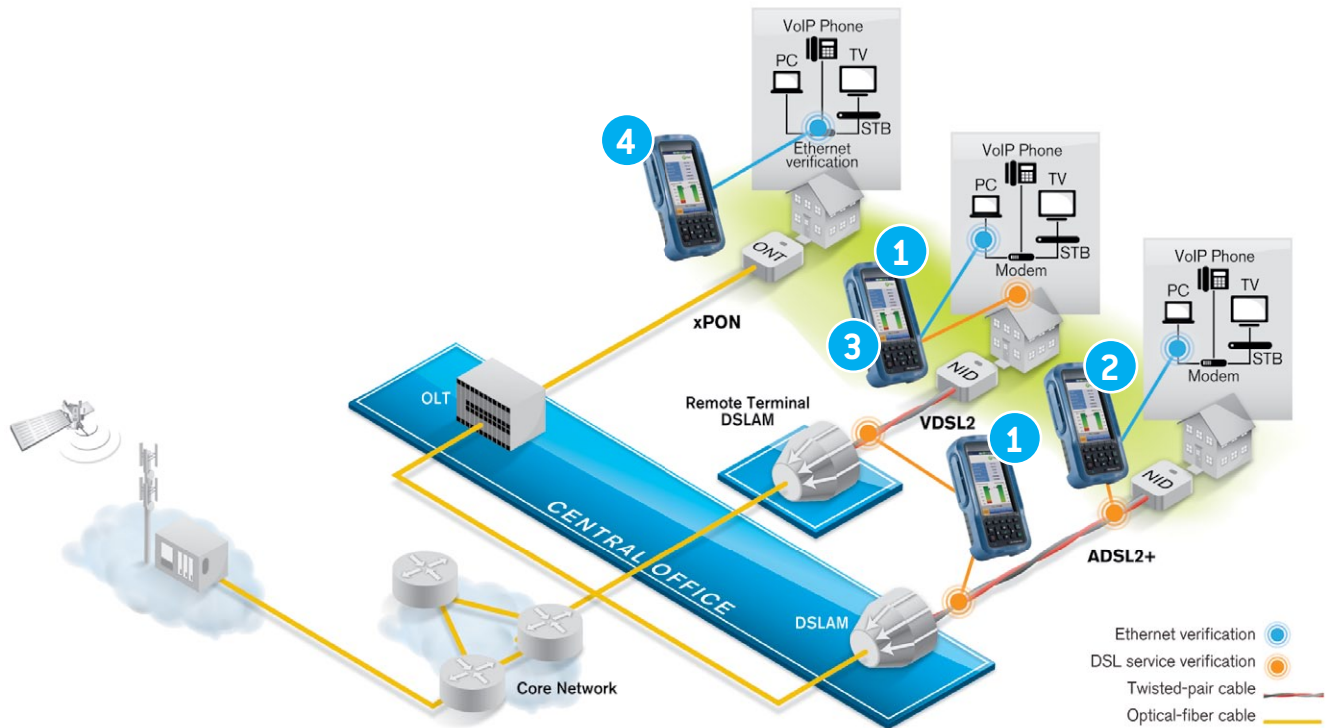 VoIP Phone
PC
TV
STB
Ethernet
verification
4
VoIP Phone
PC
TV
STB
Modem
1
3
VoIP Phone
PC
TV
STB
Modem
2
1
ONT
xPON
NID
VDSL2
NID
ADSL2+
OLT
Remote Terminal
DSLAM
CENTRAL OFFICE
DSLAM
Core Network
Ethernet verification
DSL service verification
Twisted-pair cable
Optical-fiber cable